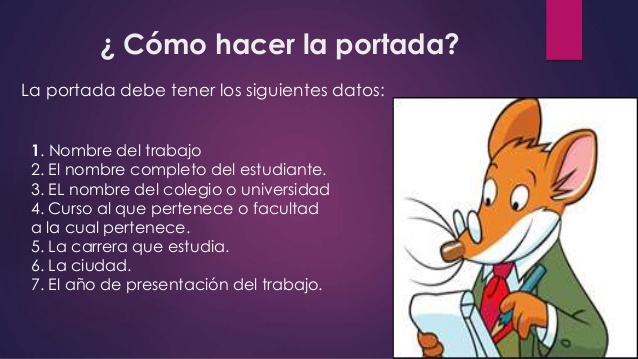 ¿ Cómo hacer la portada?
La portada debe tener los siguientes datos:
1. Nombre del trabajo
2. El nombre completo del estudiante.
3. EL nombre del colegio o universidad
4. Curso al que pertenece o facultad
a la cual pertenece.
5. La carrera que estudia.
6. La ciudad.
7. El año de presentación del trabajo.